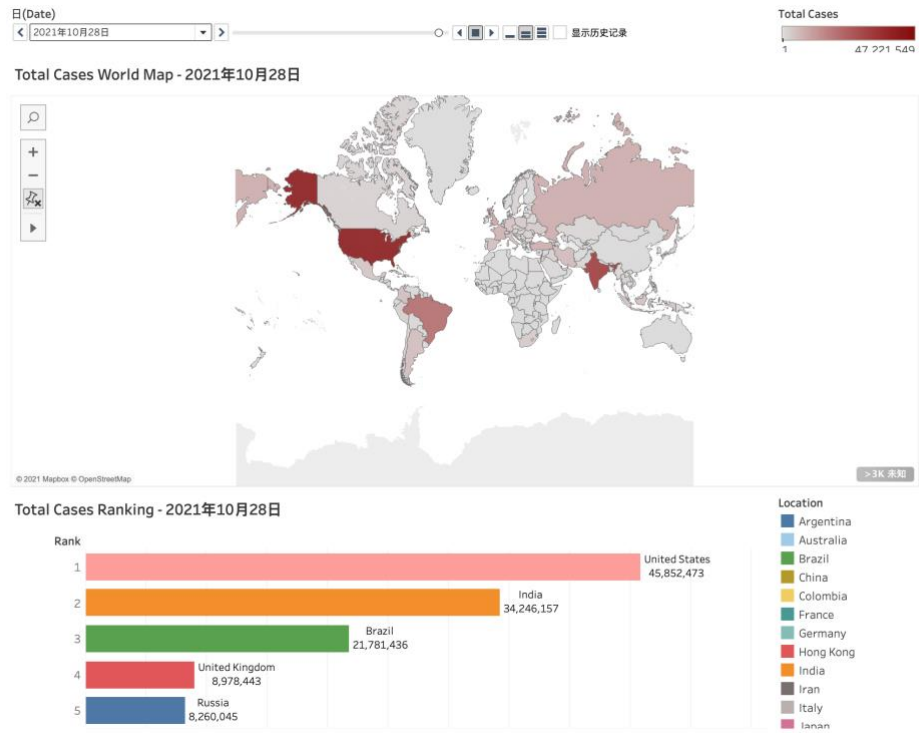 日(Date)
2021年10月28日
显示历史记录
Total Cases
1 47,221,549
Total Cases World Map - 2021年10月28日
© 2021 Mapbox © OpenStreetMap
>3K 未知
Total Cases Ranking - 2021年10月28日
Rank
1
United States
45,852,473
2
India
34,246,157
3
Brazil
21,781,436
4
United Kingdom
8,978,443
5
Russia
8,260,045
Location
Argentina
Australia
Brazil
China
Colombia
France
Germany
Hong Kong
India
Iran
Italy
Japan